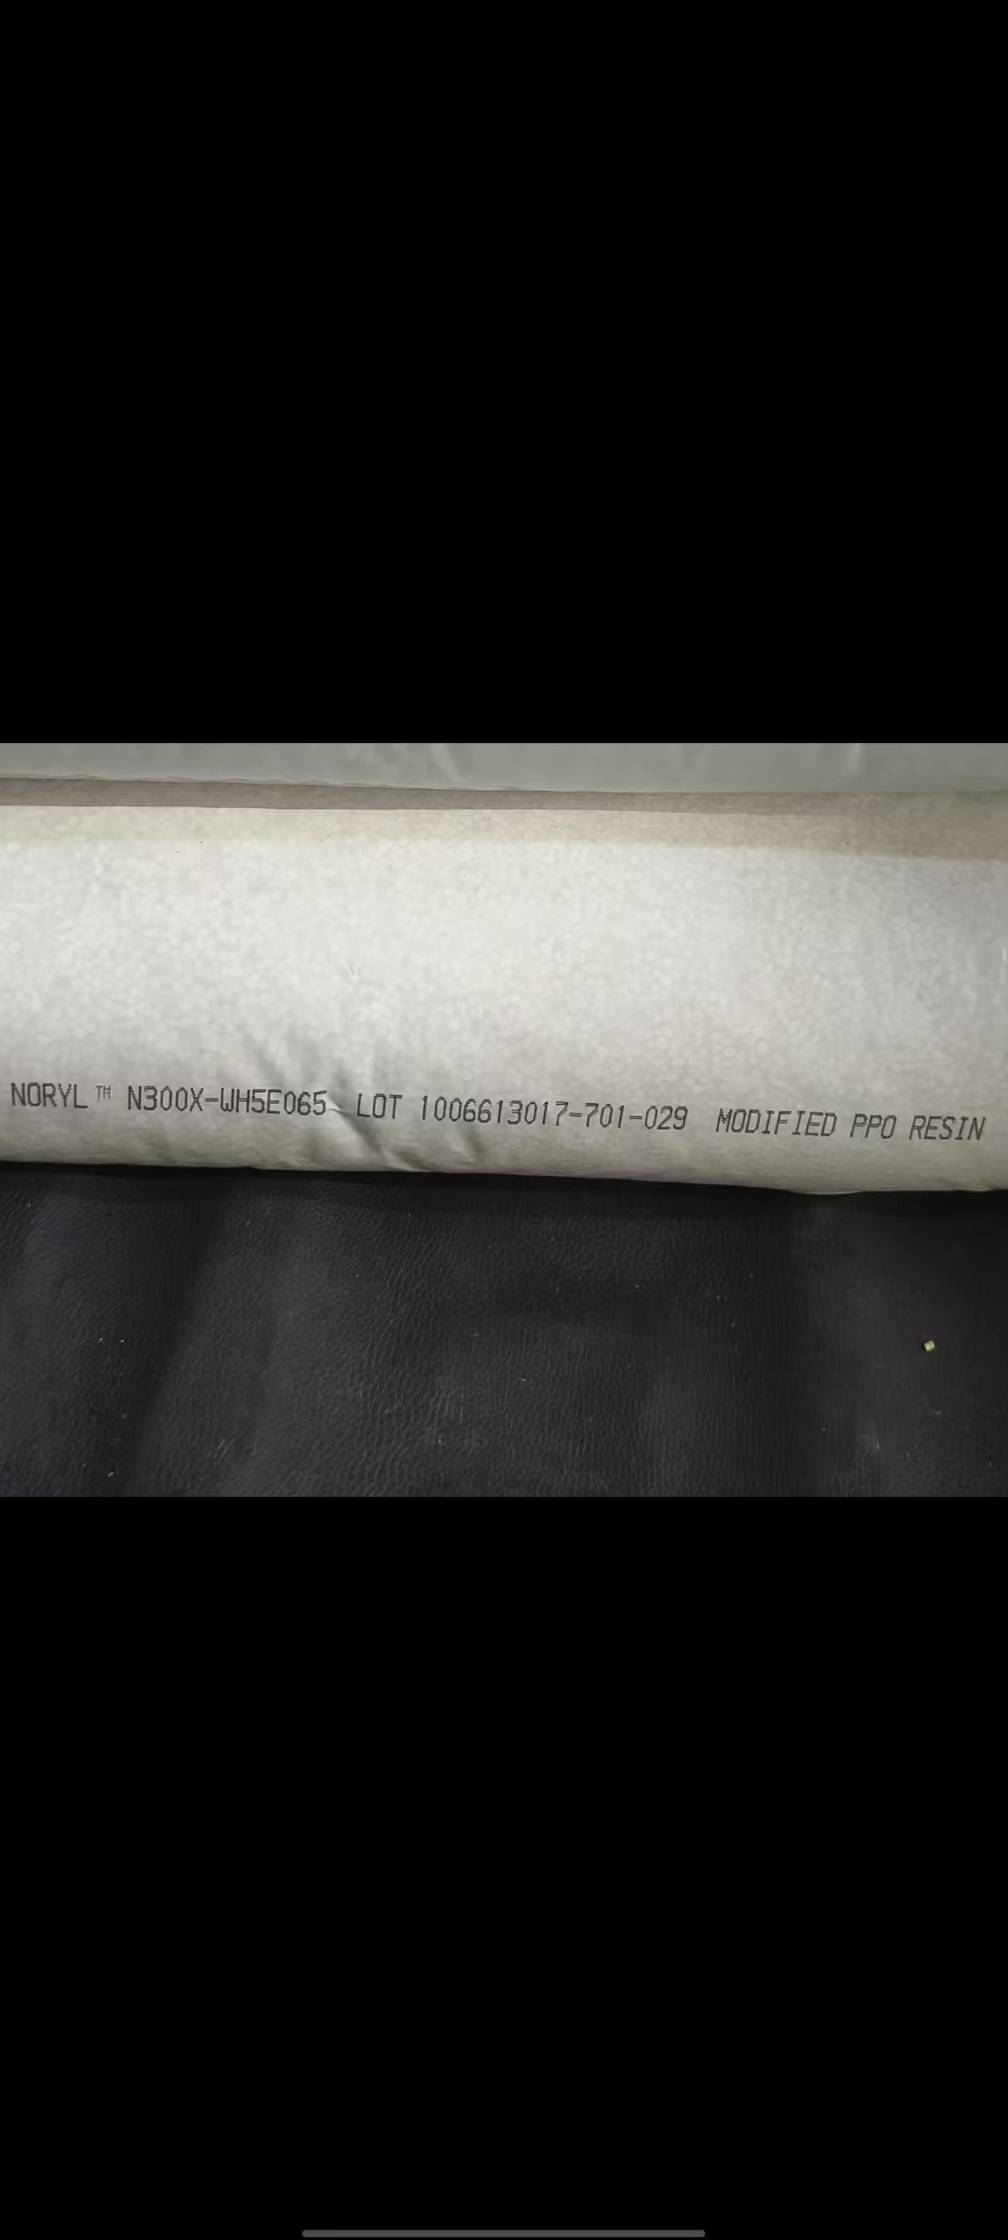 NORYL™ N300X-WH5E065 LOT 1006613017-701-029 MODIFIED PPO RESIN